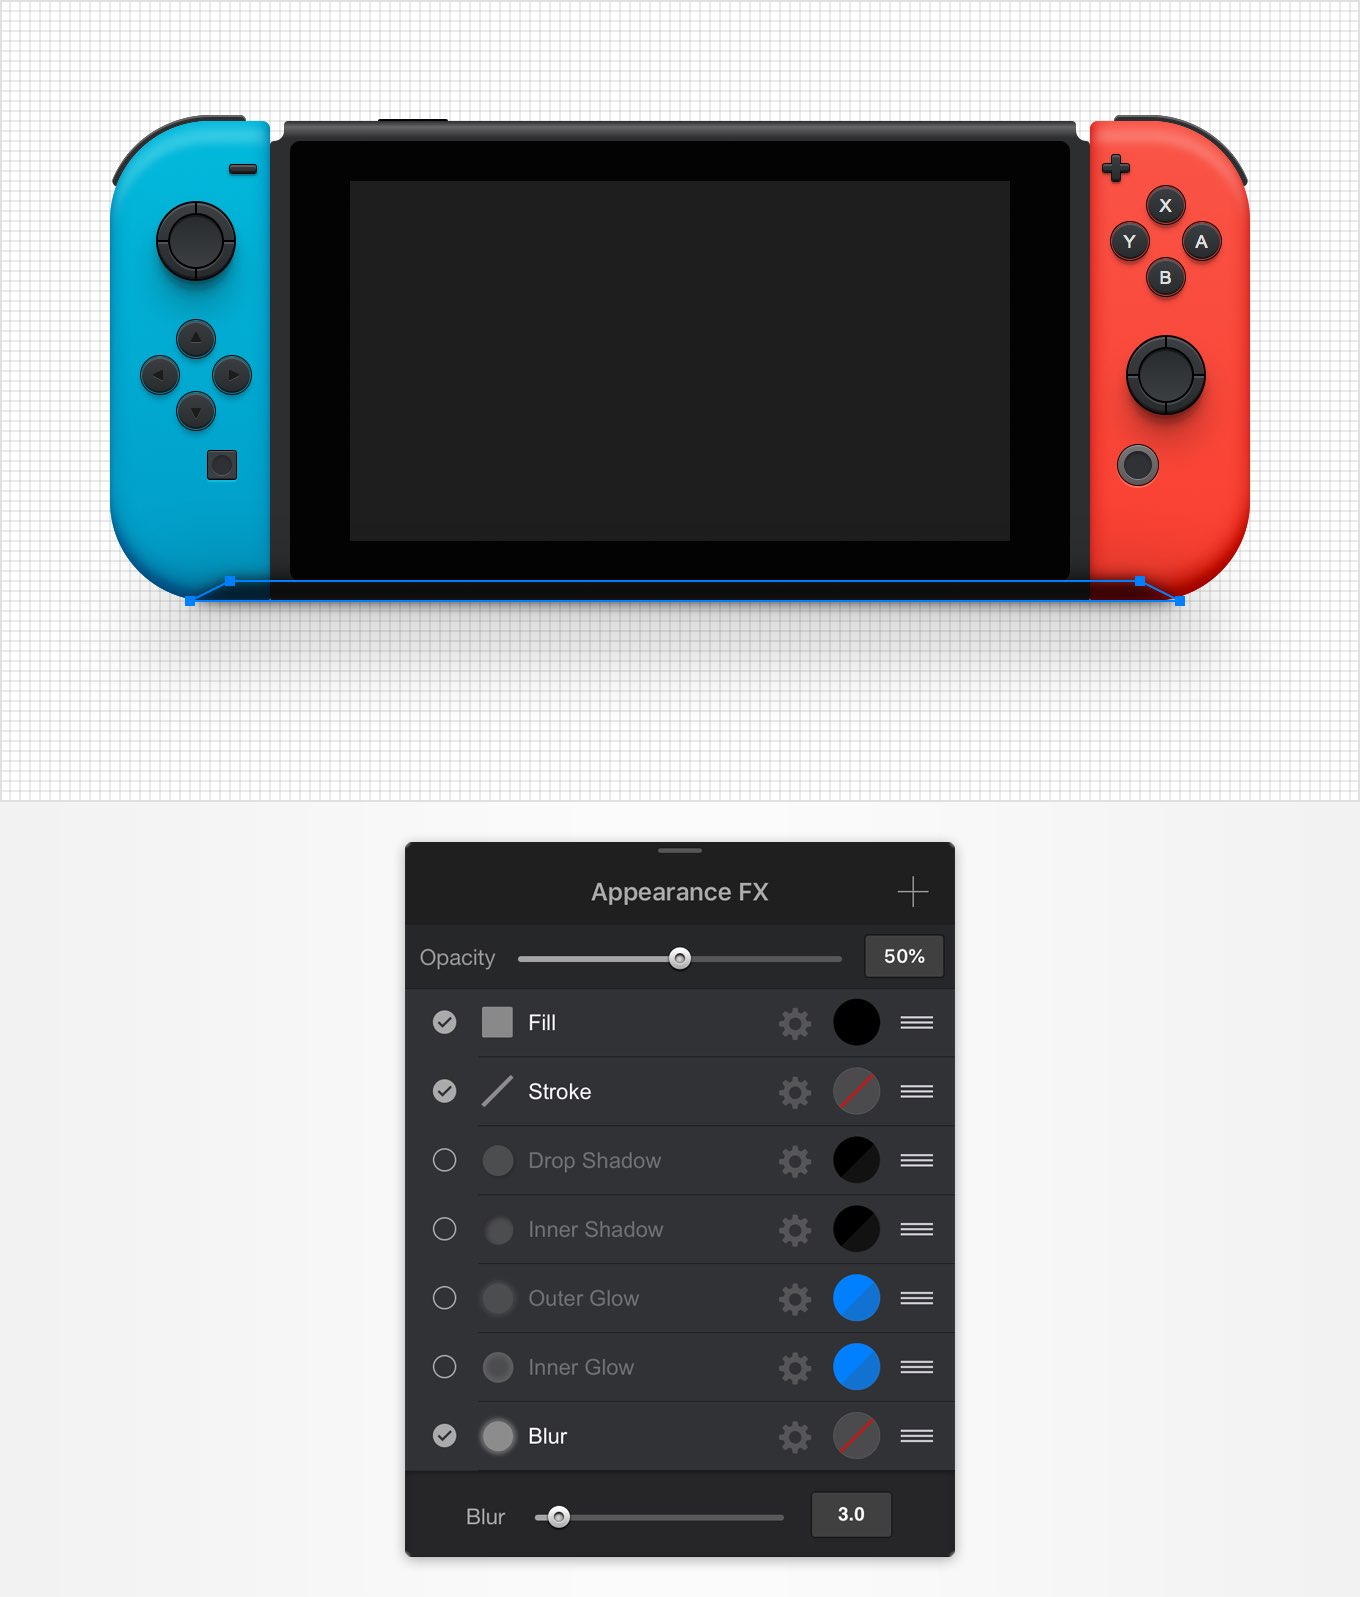 X
Y
A
B
Appearance FX
Opacity
50%
Fill
Stroke
Drop Shadow
Inner Shadow
Outer Glow
Inner Glow
Blur
Blur
3.0